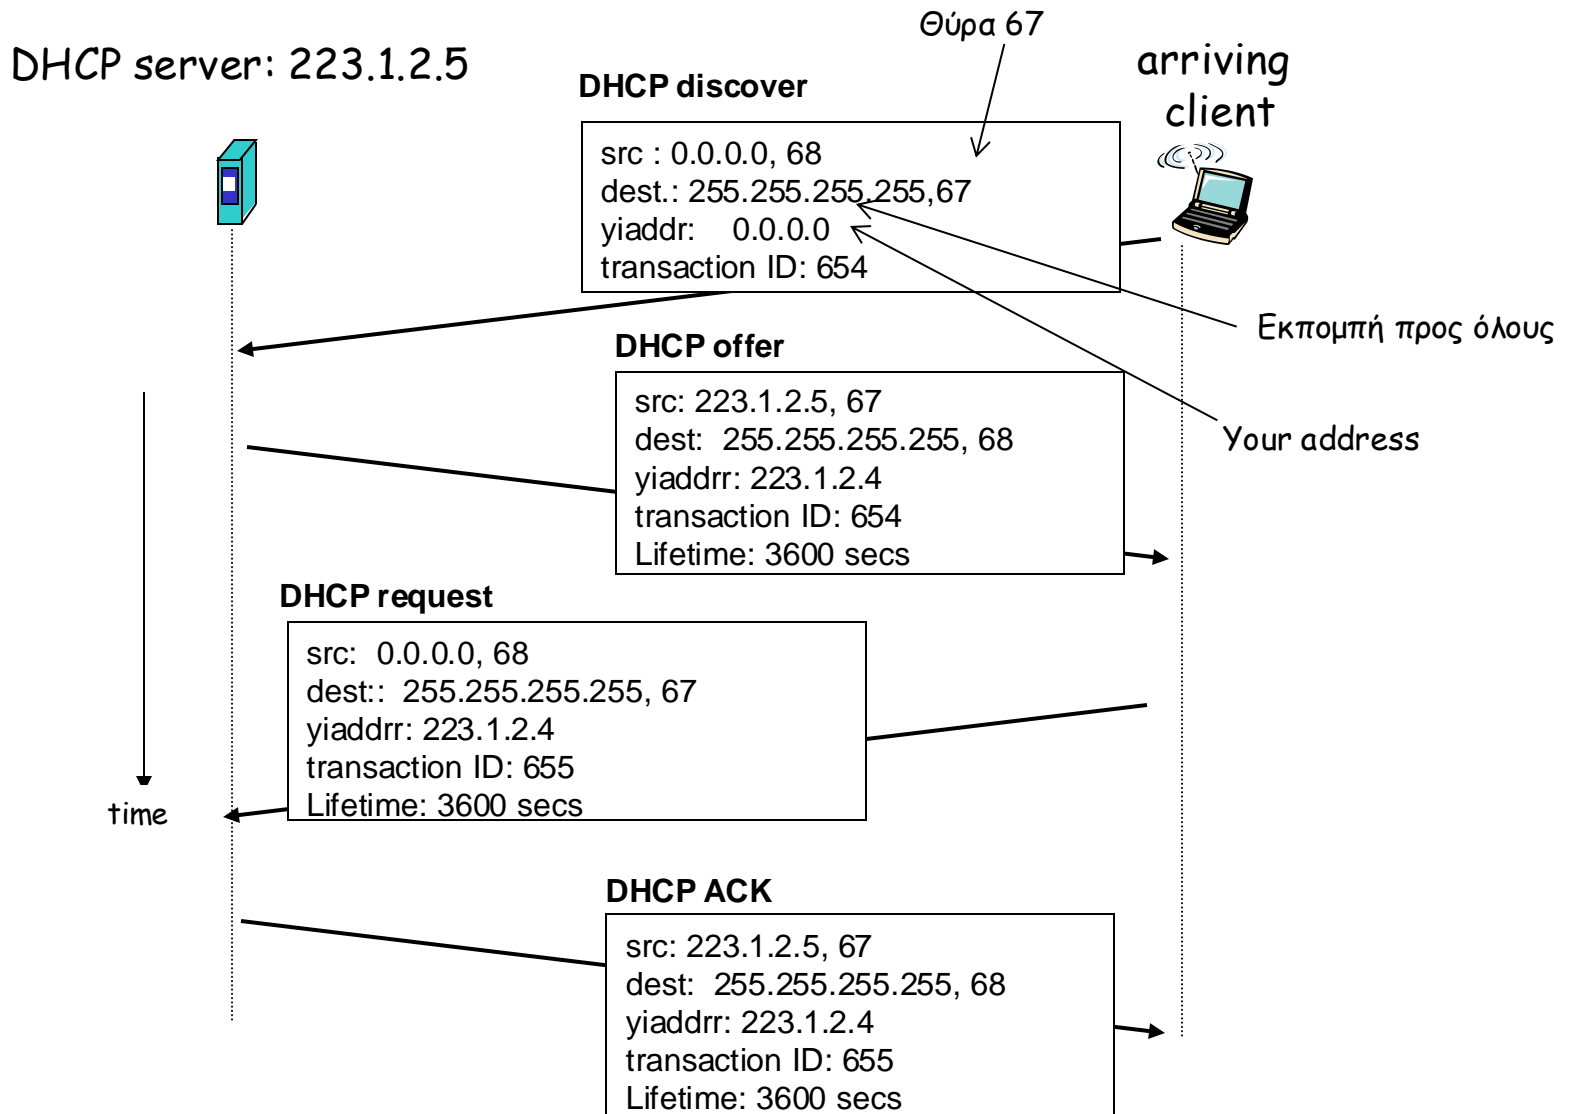 Θύρα 67
DHCP server: 223.1.2.5
arriving
client
DHCP discover
src : 0.0.0.0, 68
dest.: 255.255.255.255,67
yiaddr: 0.0.0.0
transaction ID: 654
Εκπομπή προς όλους
DHCP offer
src: 223.1.2.5, 67
dest: 255.255.255.255, 68
yiaddrr: 223.1.2.4
transaction ID: 654
Lifetime: 3600 secs
Your address
DHCP request
src: 0.0.0.0, 68
dest:: 255.255.255.255, 67
yiaddrr: 223.1.2.4
transaction ID: 655
Lifetime: 3600 secs
time
DHCP ACK
src: 223.1.2.5, 67
dest: 255.255.255.255, 68
yiaddrr: 223.1.2.4
transaction ID: 655
Lifetime: 3600 secs